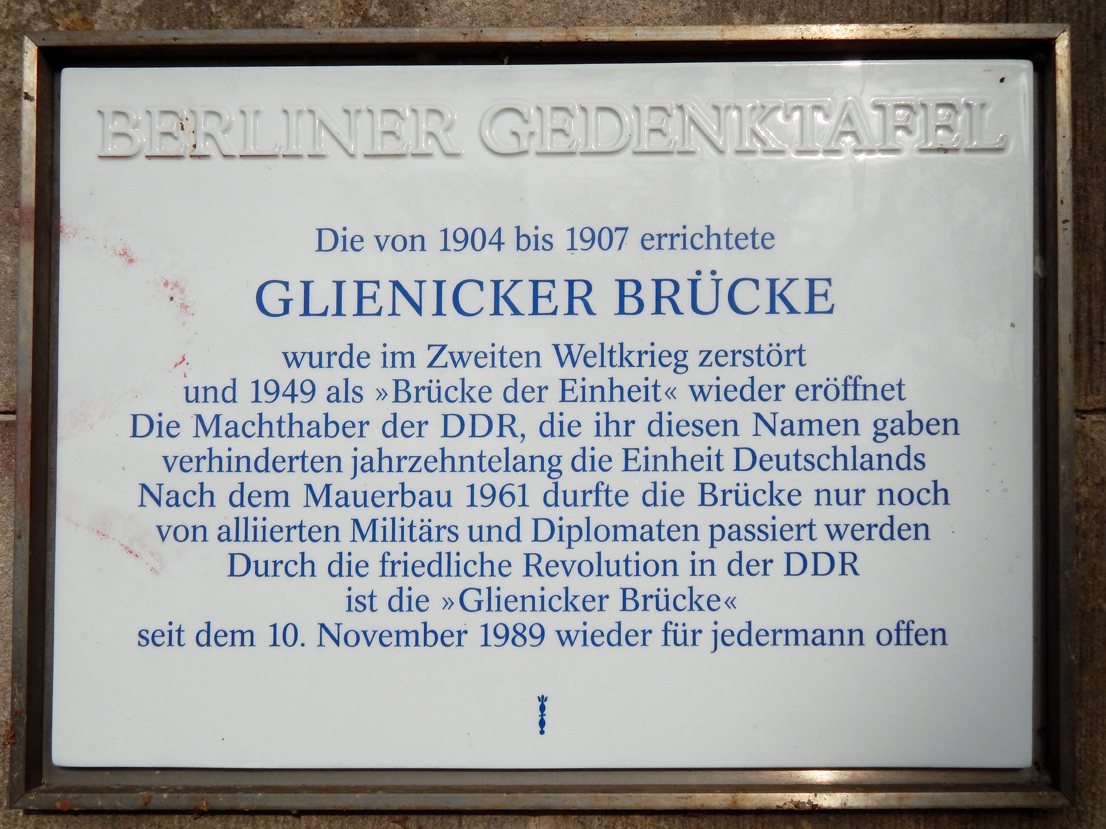 BERLINER GEDENKTAFEL
Die von 1904 bis 1907 errichtete
GLIENICKER BRÜCKE
wurde im Zweiten Weltkrieg zerstört
und 1949 als »Brücke der Einheit« wieder eröffnet
Die Machthaber der DDR, die ihr diesen Namen gaben
verhinderten jahrzehntelang die Einheit Deutschlands
Nach dem Mauerbau 1961 durfte die Brücke nur noch
von alliierten Militärs und Diplomaten passiert werden
Durch die friedliche Revolution in der DDR
ist die »Glienicker Brücke«
seit dem 10. November 1989 wieder für jedermann offen